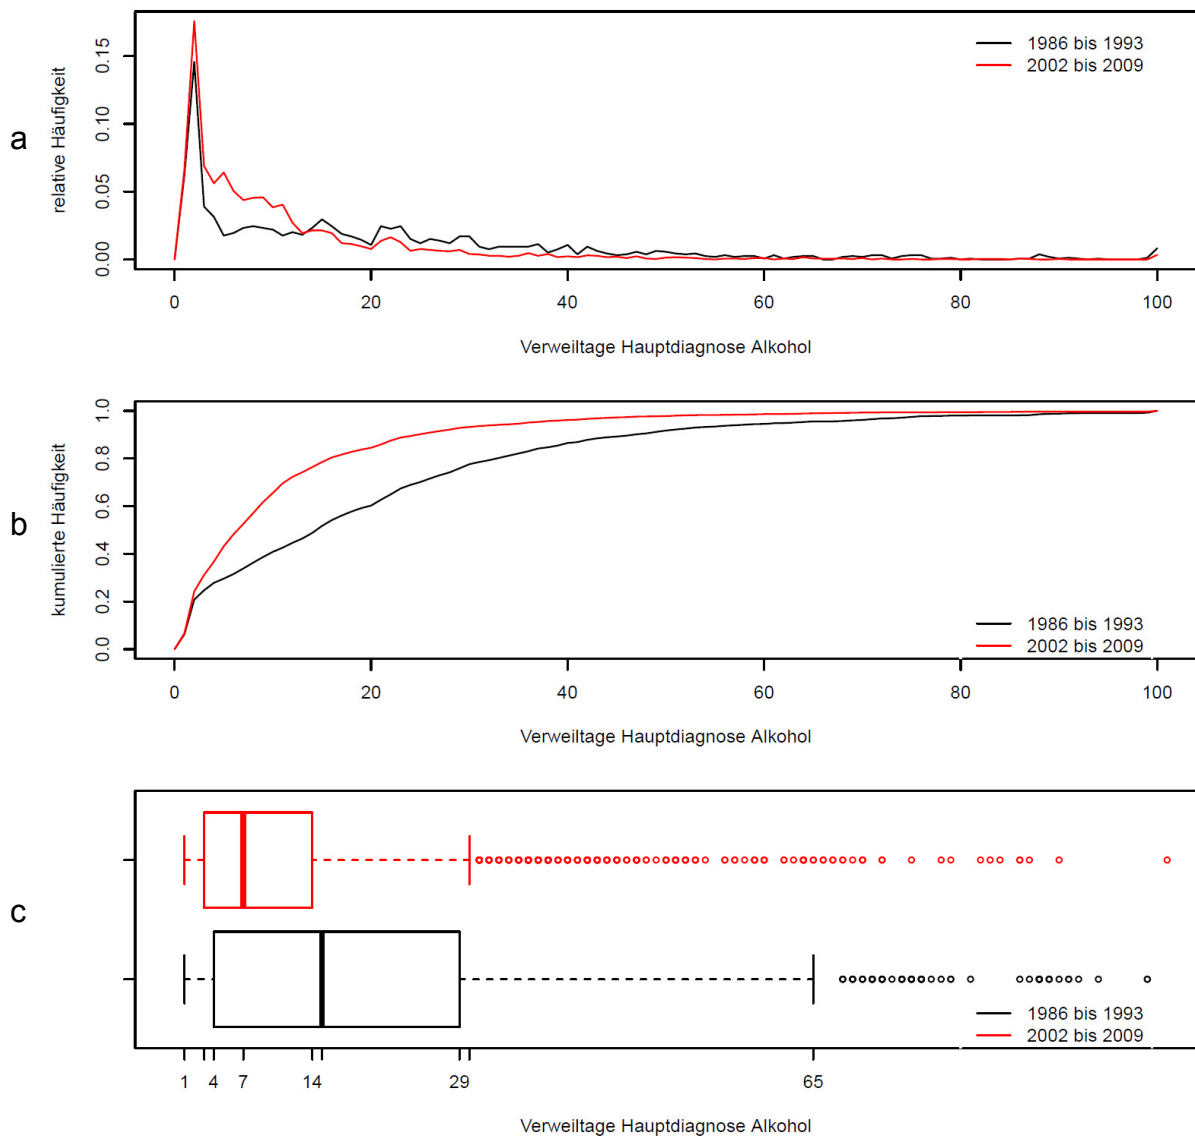 a
relative Häufigkeit
0.00 0.05 0.10 0.15
1986 bis 1993
2002 bis 2009
0 20 40 60 80 100
Verweiltage Hauptdiagnose Alkohol
b
kumulierte Häufigkeit
0.0 0.2 0.4 0.6 0.8 1.0
1986 bis 1993
2002 bis 2009
0 20 40 60 80 100
Verweiltage Hauptdiagnose Alkohol
c
1986 bis 1993
2002 bis 2009
1 4 7 14 29 65
Verweiltage Hauptdiagnose Alkohol